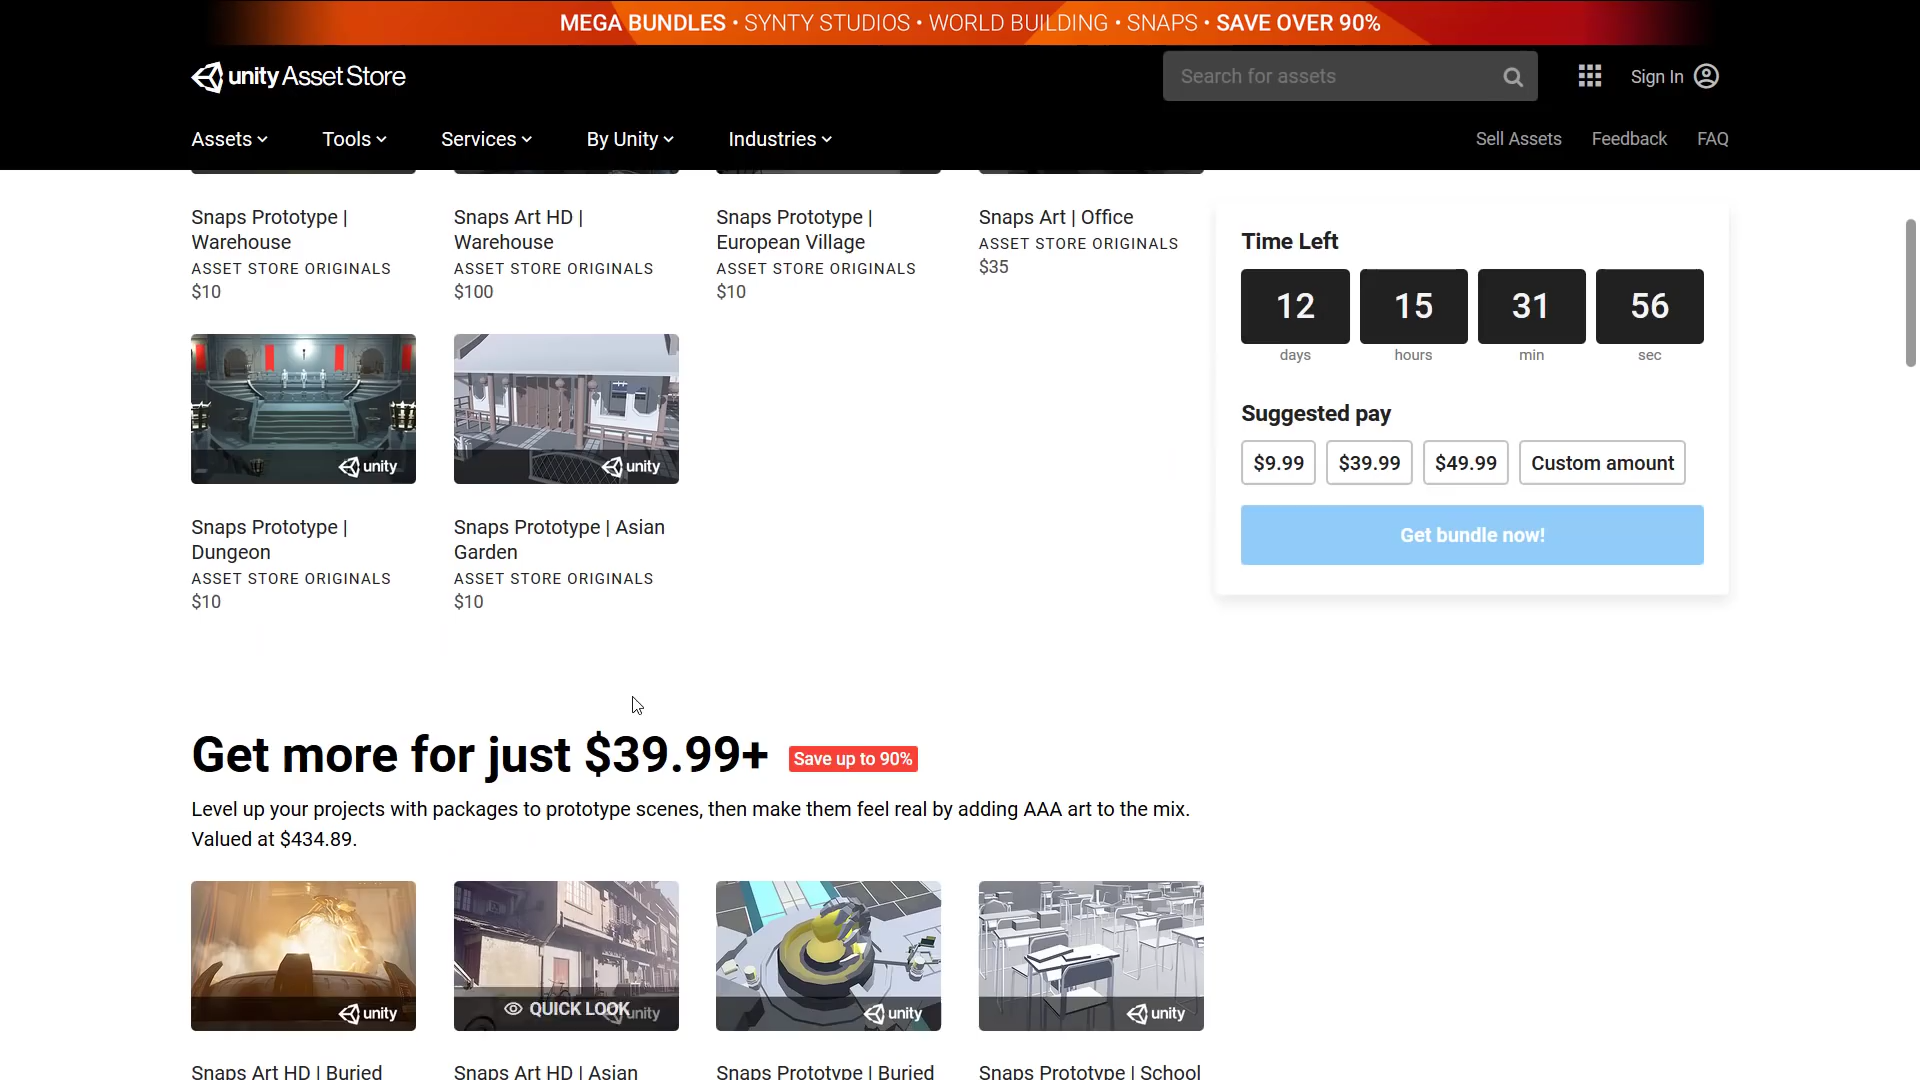 MEGA BUNDLES • SYNTY STUDIOS • WORLD BUILDING • SNAPS • SAVE OVER 90%
unity Asset Store
Search for assets
Sign In
Assets
Tools
Services
By Unity
Industries
Sell Assets
Feedback
FAQ
Snaps Prototype |
Warehouse
ASSET STORE ORIGINALS
$10
Snaps Art HD |
Warehouse
ASSET STORE ORIGINALS
$100
Snaps Prototype |
European Village
ASSET STORE ORIGINALS
$10
Snaps Art | Office
ASSET STORE ORIGINALS
$35
Time Left
12
15
31
56
days
hours
min
sec
Suggested pay
$9.99
$39.99
$49.99
Custom amount
Get bundle now!
unity
unity
Snaps Prototype |
Dungeon
ASSET STORE ORIGINALS
$10
Snaps Prototype | Asian
Garden
ASSET STORE ORIGINALS
$10
Get more for just $39.99+
Save up to 90%
Level up your projects with packages to prototype scenes, then make them feel real by adding AAA art to the mix.
Valued at $434.89.
unity
QUICK LOOK
unity
unity
unity
Snaps Art HD | Buried
Snaps Art HD | Asian
Snaps Prototype | Buried
Snaps Prototype | School